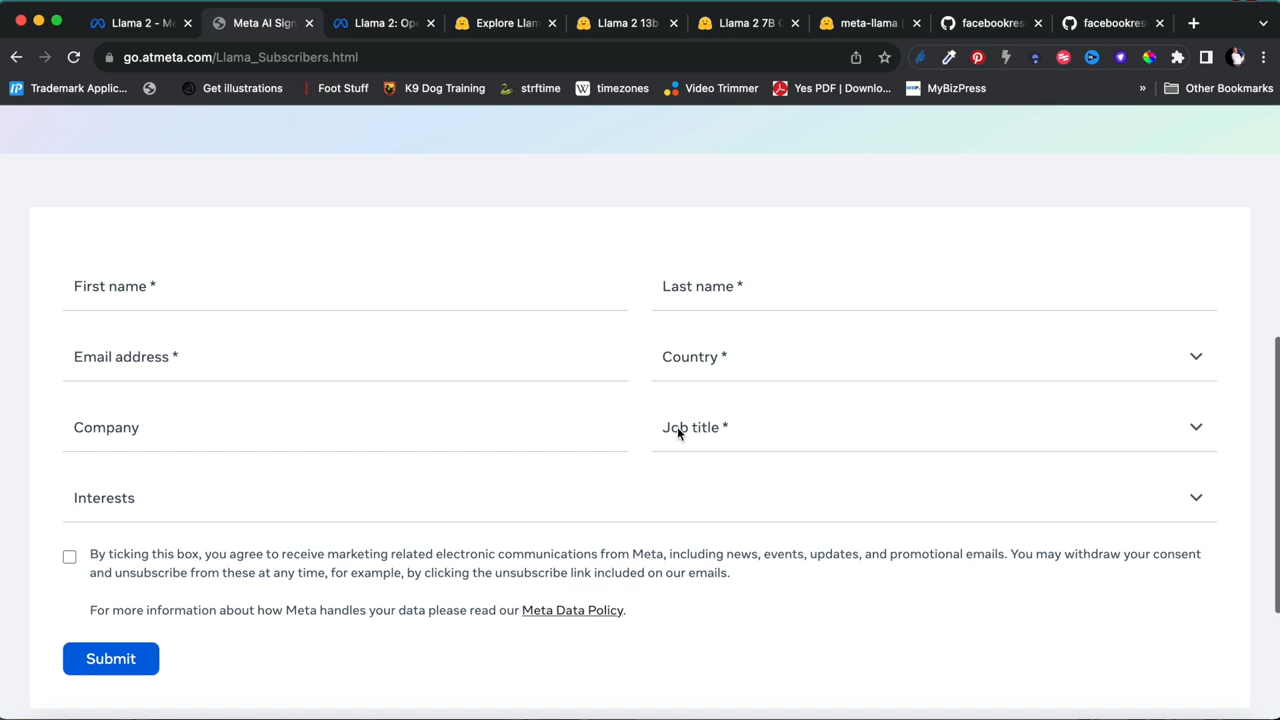 Llama 2 - Me
Meta AI Sign
Llama 2: Ope
Explore Llam
Llama 2 13b
Llama 2 7B C
meta-llama (
facebookres
facebookres
go.atmeta.com/Llama_Subscribers.html
Trademark Applic...
Get illustrations
Foot Stuff
K9 Dog Training
strftime
W timezones
Video Trimmer
Yes PDF | Downlo...
MyBizPress
» Other Bookmarks
First name *
Last name *
Email address *
Country *
Company
Job title *
Interests
By ticking this box, you agree to receive marketing related electronic communications from Meta, including news, events, updates, and promotional emails. You may withdraw your consent
and unsubscribe from these at any time, for example, by clicking the unsubscribe link included on our emails.
For more information about how Meta handles your data please read our Meta Data Policy.
Submit